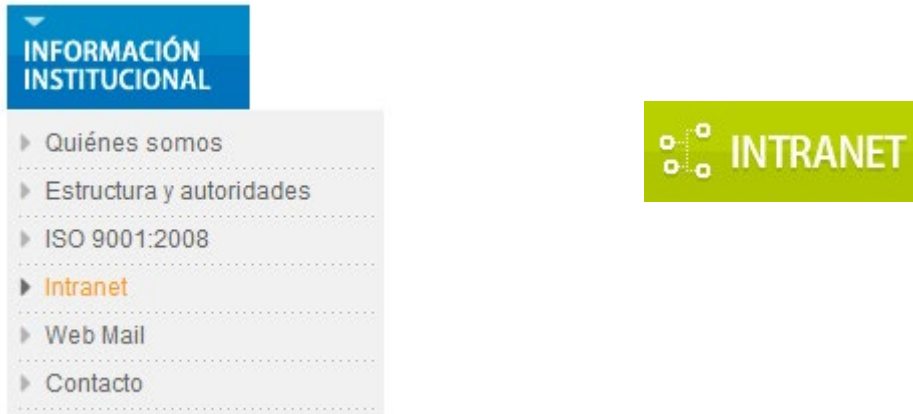 INFORMACIÓN
INSTITUCIONAL
Quiénes somos
Estructura y autoridades
ISO 9001:2008
Intranet
Web Mail
Contacto
INTRANET